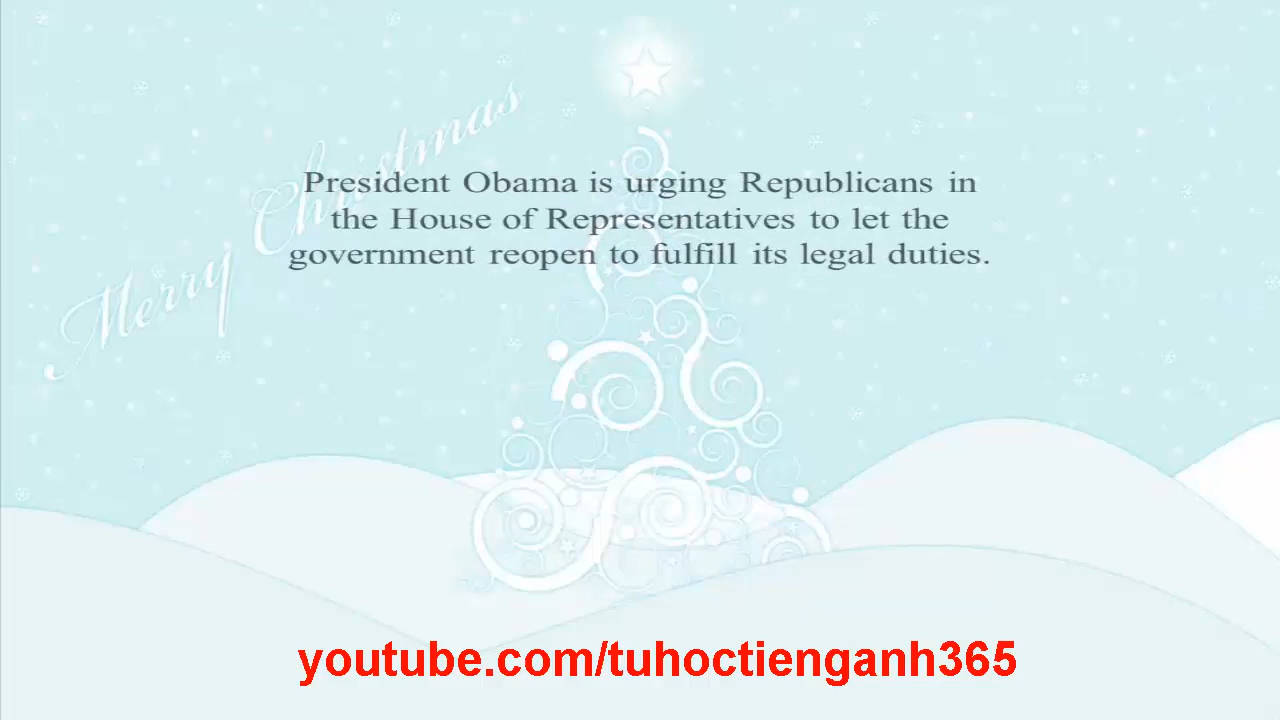 Merry Christmas
President Obama is urging Republicans in
the House of Representatives to let the
government reopen to fulfill its legal duties.
youtube.com/tuhoctienganh365